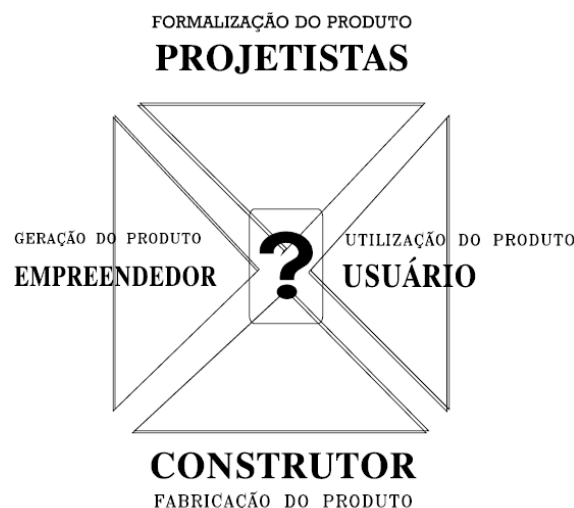 FORMALIZAÇÃO DO PRODUTO
PROJETISTAS
GERAÇÃO DO PRODUTO
EMPREENDEDOR
?
UTILIZAÇÃO DO PRODUTO
USUÁRIO
CONSTRUTOR
FABRICAÇÃO DO PRODUTO